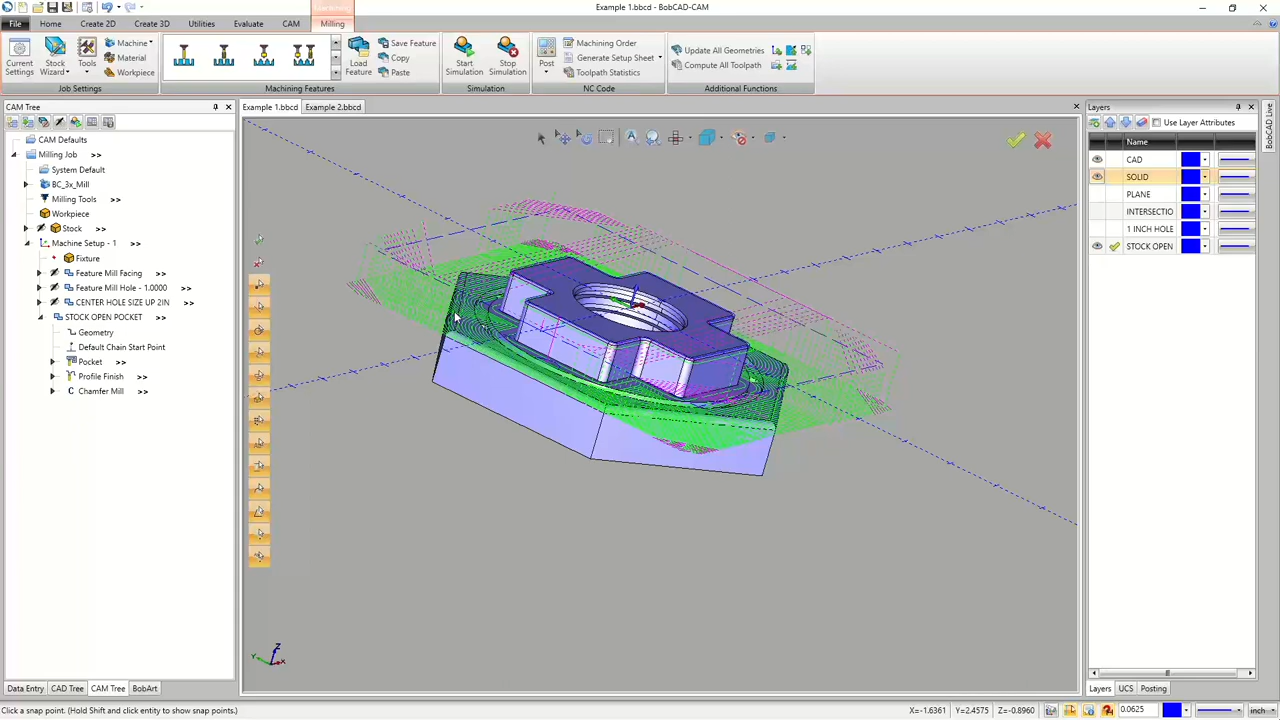 Machining
Example 1.bbcd - BobCAD-CAM
File Home Create 2D Create 3D Utilities Evaluate CAM Milling
Current Settings
Stock Wizard
Tools
Machine
Material
Workpiece
Load Feature
Save Feature
Copy
Paste
Start Simulation
Stop Simulation
Post
Machining Order
Generate Setup Sheet
Toolpath Statistics
Update All Geometries
Compute All Toolpath
Job Settings
Machining Features
Simulation
NC Code
Additional Functions
CAM Tree
Example 1.bbcd Example 2.bbcd
CAM Defaults
Milling Job >>
System Default
BC_3x_Mill
Milling Tools >>
Workpiece
Stock >>
Machine Setup - 1 >>
Fixture
Feature Mill Facing >>
Feature Mill Hole - 1.0000 >>
CENTER HOLE SIZE UP 2IN >>
STOCK OPEN POCKET >>
Geometry
Default Chain Start Point
Pocket >>
Profile Finish >>
Chamfer Mill >>
Data Entry CAD Tree CAM Tree BobArt
Z
Y
X
Layers
Use Layer Attributes
Name
CAD
SOLID
PLANE
INTERSECTIO
1 INCH HOLE
STOCK OPEN
Layers UCS Posting
BobCAD Live
Click a snap point. (Hold Shift and click entity to show snap points.)
X=-1.6361 Y=2.4575 Z=-0.8960
0.0625
inch